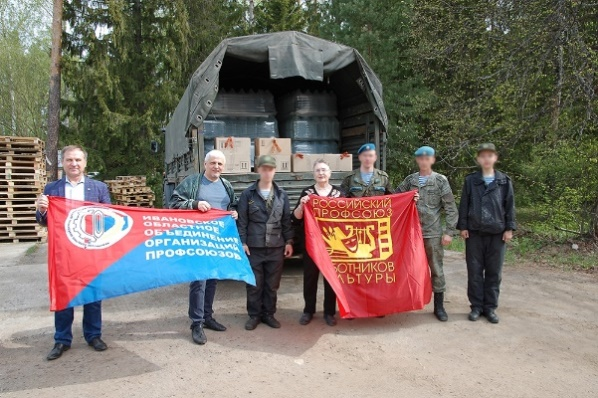 ИВАНОВСКОЕ
ОБЛАСТНОЕ
ОБЪЕДИНЕНИЕ
ОРГАНИЗАЦИЙ
ПРОФСОЮЗОВ
РОССИЙСКИЙ
ПРОФСОЮЗ
РАБОТНИКОВ
КУЛЬТУРЫ